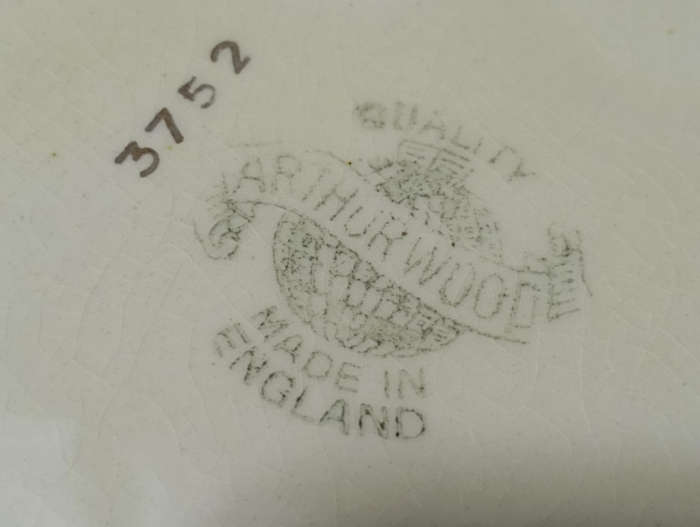 3752
QUALITY
ARTHUR WOOD
MADE IN
ENGLAND